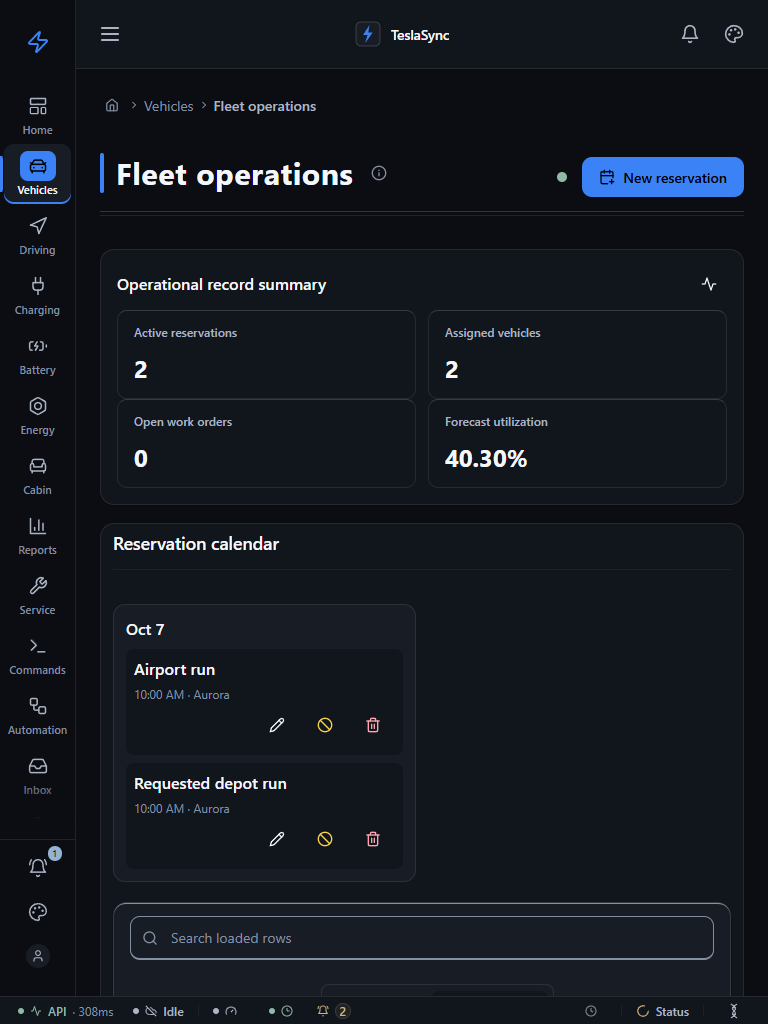 TeslaSync
Home
Vehicles
Driving
Charging
Battery
Energy
Cabin
Reports
Service
Commands
Automation
Inbox
1
Vehicles
Fleet operations
Fleet operations
New reservation
Operational record summary
Active reservations
2
Assigned vehicles
2
Open work orders
0
Forecast utilization
40.30%
Reservation calendar
Oct 7
Airport run
10:00 AM · Aurora
Requested depot run
10:00 AM · Aurora
Search loaded rows
API · 308ms
Idle
2
Status